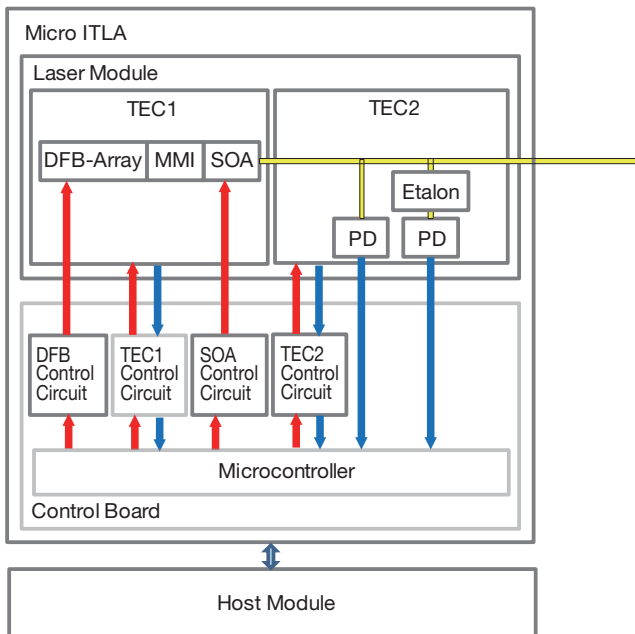 Micro ITLA
Laser Module
TEC1
TEC2
DFB-Array
MMI
SOA
Etalon
PD
PD
DFB
Control
Circuit
TEC1
Control
Circuit
SOA
Control
Circuit
TEC2
Control
Circuit
Microcontroller
Control Board
Host Module